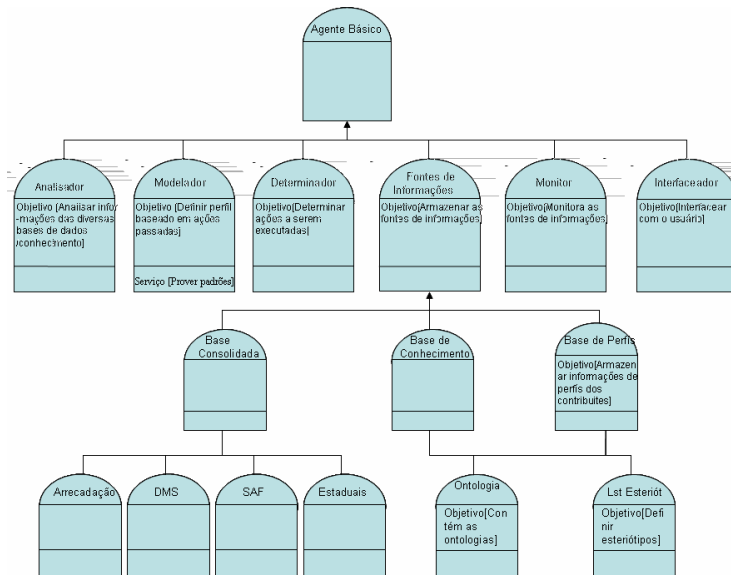 Agente Básico
Analisador
Objetivo [Analisar infor
-mações das diversas
bases de dados
/conhecimento]
Modelador
Objetivo [Definir perfil
baseado em ações
passadas]
Serviço [Prover padrões]
Determinador
Objetivo[Determinar
ações a serem
executadas]
Fontes de
Informações
Objetivo[Armazenar as
fontes de informações]
Monitor
Objetivo[Monitora as
fontes de informações]
Interfaceador
Objetivo[Interfacear
com o usuário]
Base
Consolidada
Base de
Conhecimento
Base de Perfis
Objetivo[Armazen
ar informações de
perfis dos
contribuites]
Arrecadação
DMS
SAF
Estaduais
Ontologia
Objetivo[Con
tém as
ontologias]
Lst Esteriót
Objetivo[Defi
nir
esteriótipos]